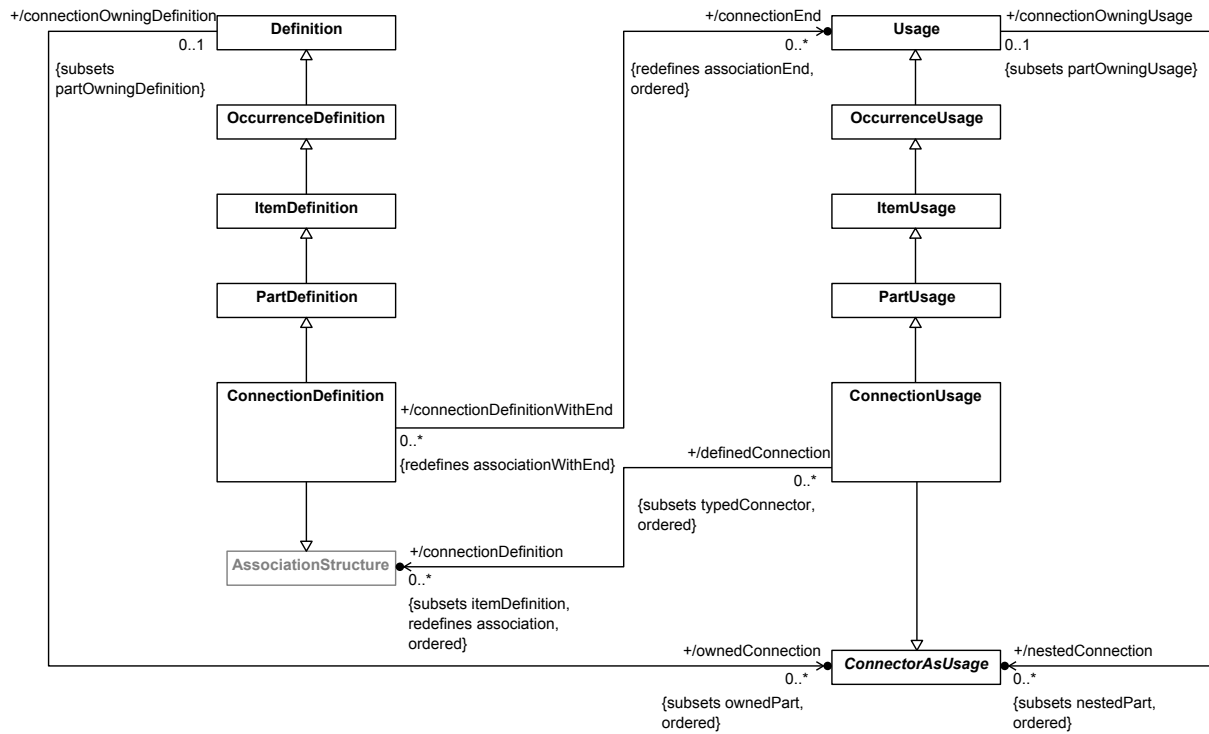 +/connectionOwningDefinition
Definition
+/connectionEnd
Usage
+/connectionOwningUsage
0..1
0..*
0..1
{subsets
partOwningDefinition}
{redefines associationEnd,
ordered}
{subsets partOwningUsage}
OccurrenceDefinition
OccurrenceUsage
ItemDefinition
ItemUsage
PartDefinition
PartUsage
ConnectionDefinition
ConnectionUsage
+/connectionDefinitionWithEnd
0..*
{redefines associationWithEnd}
+/definedConnection
0..*
{subsets typedConnector,
ordered}
AssociationStructure
+/connectionDefinition
0..*
{subsets itemDefinition,
redefines association,
ordered}
+/ownedConnection
ConnectorAsUsage
+/nestedConnection
0..*
0..*
{subsets ownedPart,
ordered}
{subsets nestedPart,
ordered}